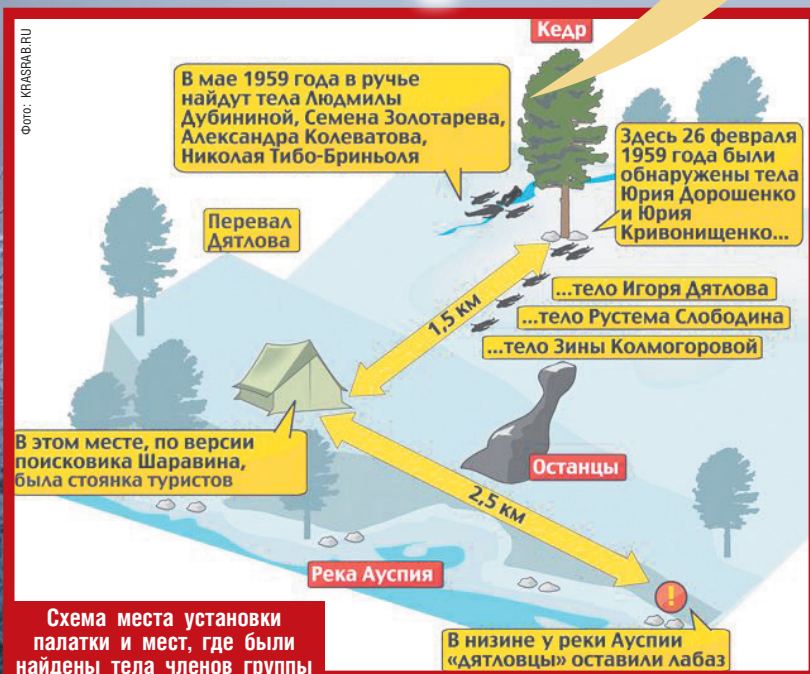 Фото: KRASRAB.RU
Кедр
В мае 1959 года в ручье
найдут тела Людмилы
Дубининой, Семена Золотарева,
Александра Колеватова,
Николая Тибо-Бриньоля
Здесь 26 февраля
1959 года были
обнаружены тела
Юрия Дорошенко
и Юрия
Кривонищенко...
Перевал
Дятлова
1,5 км
...тело Игоря Дятлова
...тело Рустема Слободина
...тело Зины Колмогоровой
В этом месте, по версии
поисковика Шаравина,
была стоянка туристов
Останцы
2,5 км
Река Ауспия
!
В низине у реки Ауспии
«дятловцы» оставили лабаз
Схема места установки
палатки и мест, где были
найдены тела членов группы